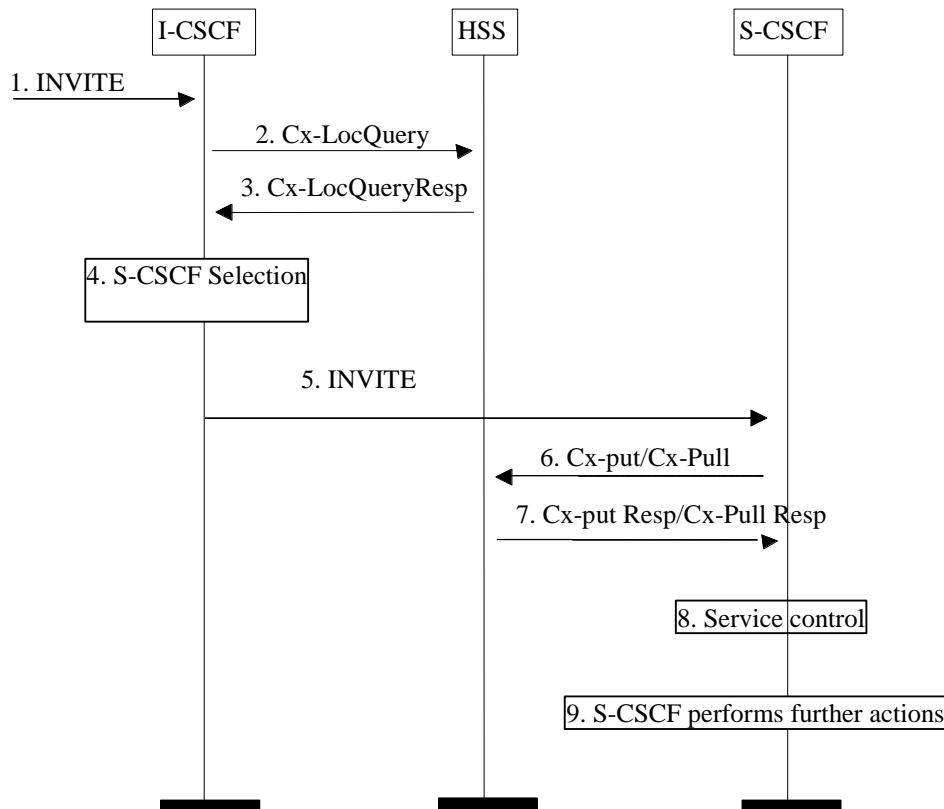 I-CSCF
HSS
S-CSCF
1. INVITE
2. Cx-LocQuery
3. Cx-LocQueryResp
4. S-CSCF Selection
5. INVITE
6. Cx-put/Cx-Pull
7. Cx-put Resp/Cx-Pull Resp
8. Service control
9. S-CSCF performs further actions